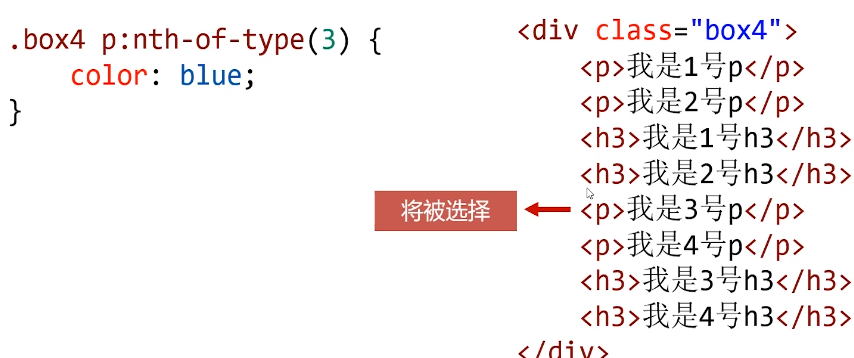 .box4 p:nth-of-type(3) {
    color: blue;
}
<div class="box4">
    <p>我是1号p</p>
    <p>我是2号p</p>
    <h3>我是1号h3</h3>
    <h3>我是2号h3</h3>
将被选择
    <p>我是3号p</p>
    <p>我是4号p</p>
    <h3>我是3号h3</h3>
    <h3>我是4号h3</h3>
</div>